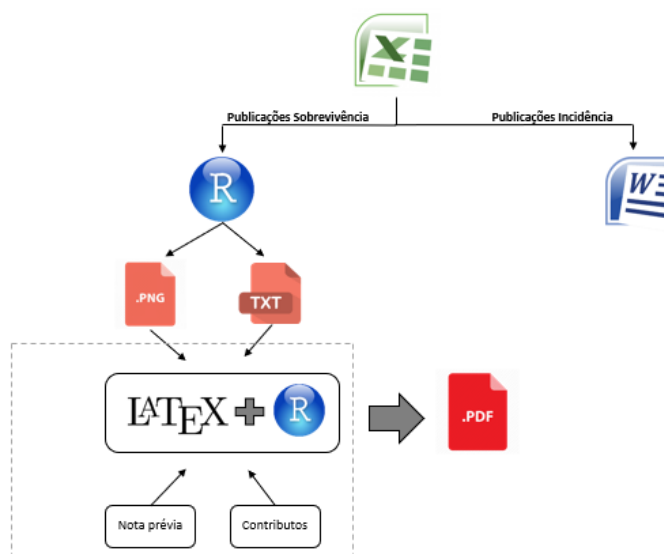 X
Publicações Sobrevivência
Publicações Incidência
R
W
.PNG
TXT
LATEX + R
.PDF
Nota prévia
Contributos